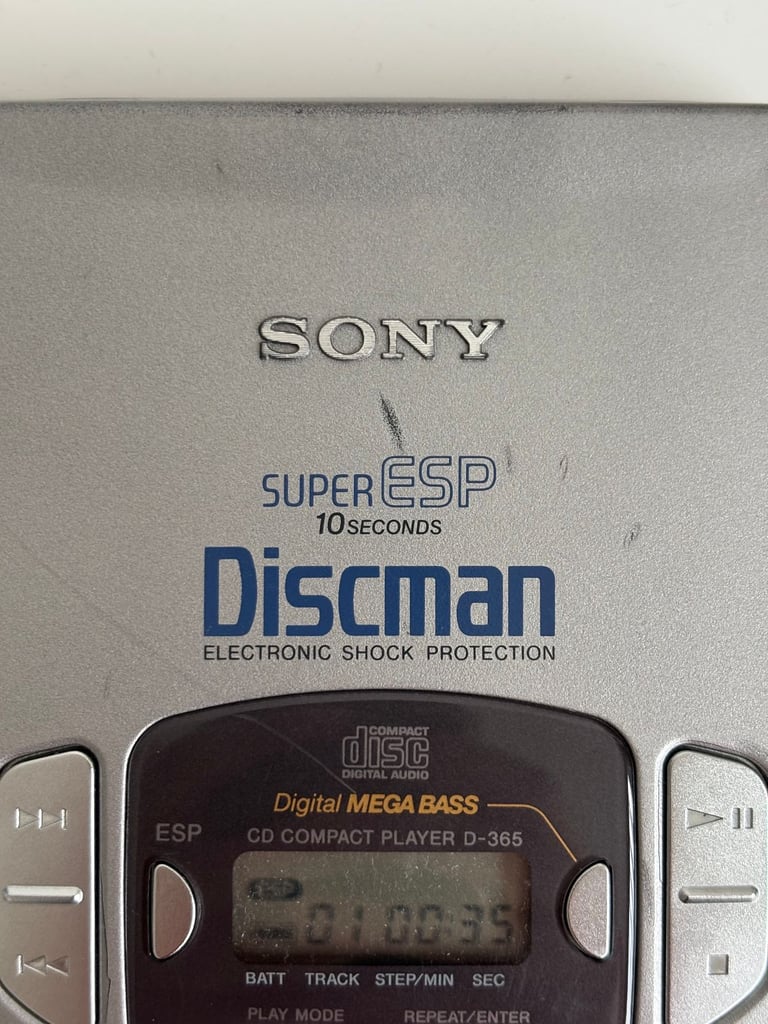 SONY
SUPER ESP
10 SECONDS
Discman
ELECTRONIC SHOCK PROTECTION
COMPACT
disc
DIGITAL AUDIO
Digital MEGA BASS
ESP
CD COMPACT PLAYER D-365
01 00:35
BATT TRACK STEP/MIN SEC
PLAY MODE REPEAT/ENTER